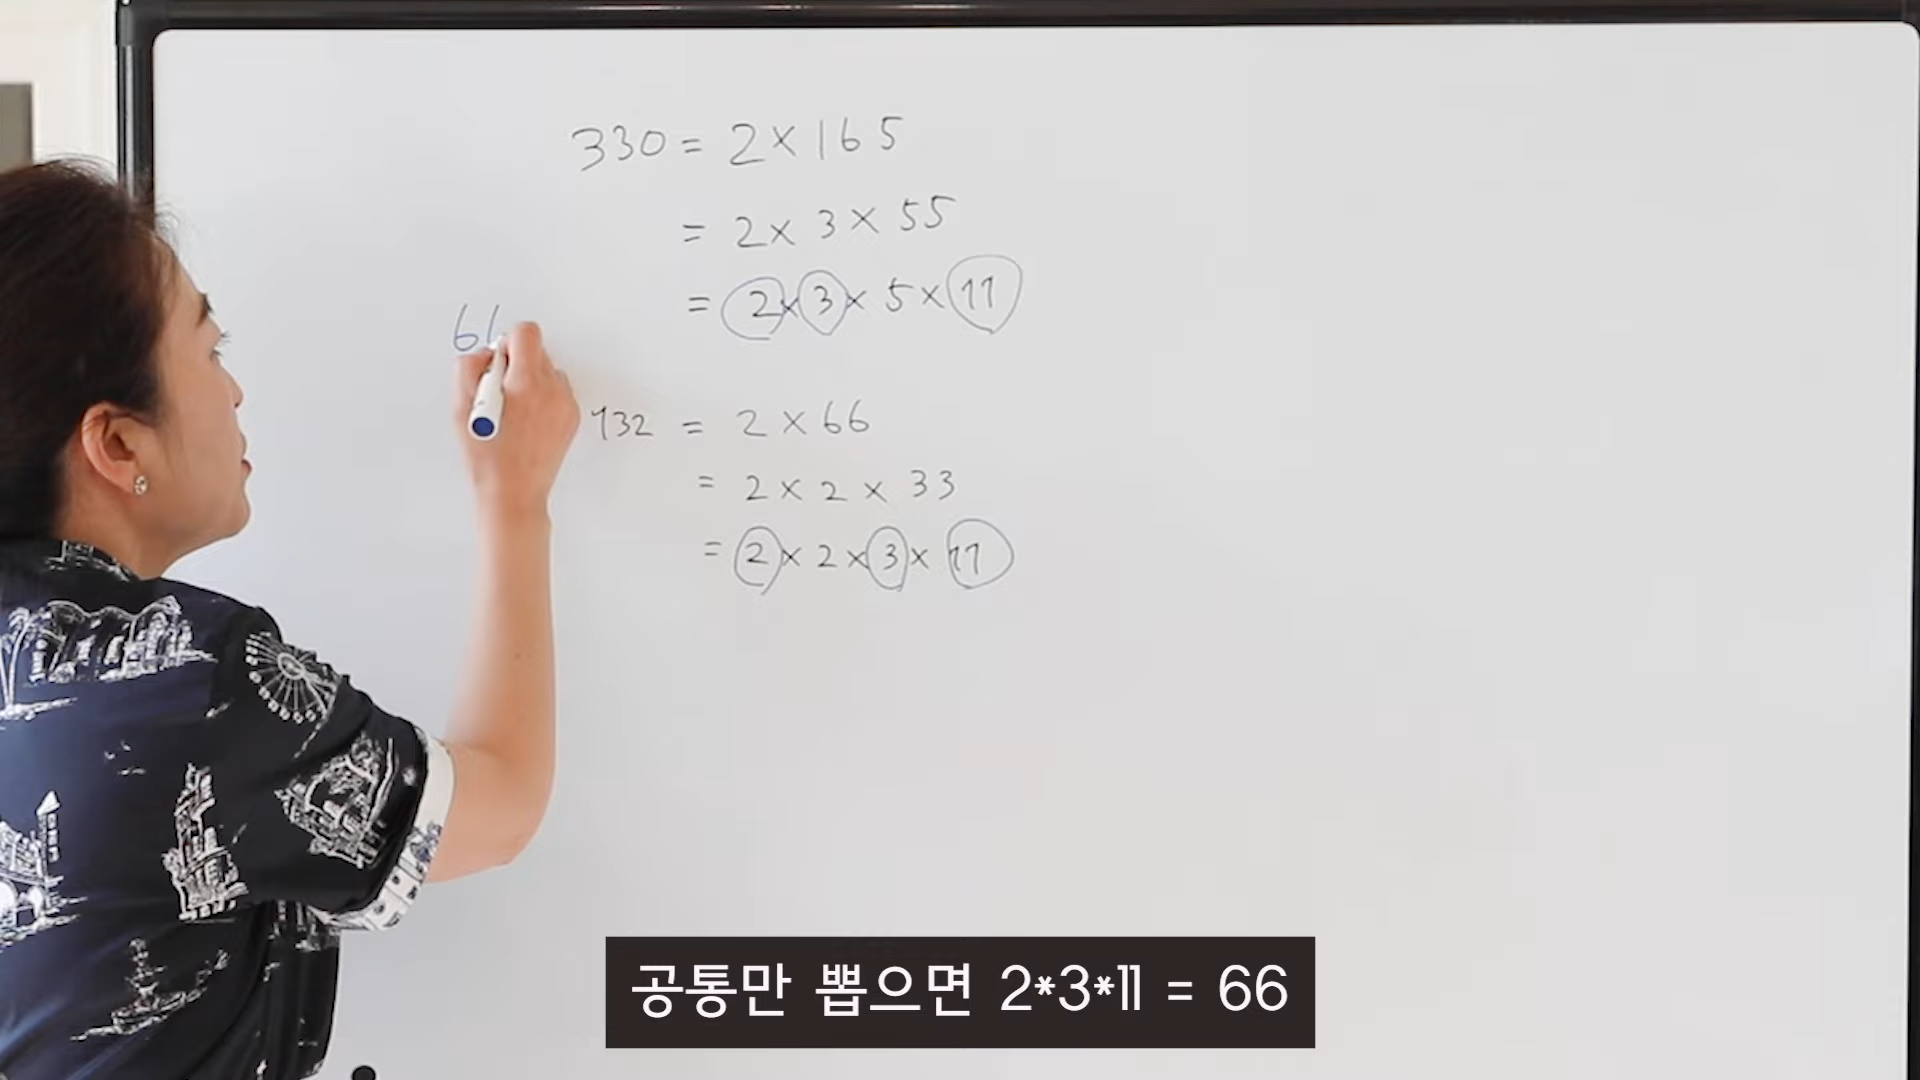 330 = 2 × 165
= 2 × 3 × 55
= 2 × 3 × 5 × 11
66
132 = 2 × 66
= 2 × 2 × 33
= 2 × 2 × 3 × 11
공통만 뽑으면 2*3*11 = 66